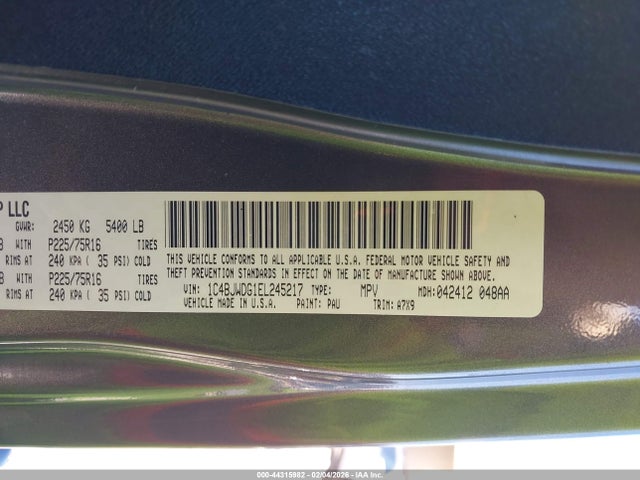 P LLC
GVWR: 2450 KG 5400 LB
B WITH P225/75R16 TIRES
RIMS AT 240 KPA ( 35 PSI) COLD
B WITH P225/75R16 TIRES
RIMS AT 240 KPA ( 35 PSI) COLD
THIS VEHICLE CONFORMS TO ALL APPLICABLE U.S.A. FEDERAL MOTOR VEHICLE SAFETY AND
THEFT PREVENTION STANDARDS IN EFFECT ON THE DATE OF MANUFACTURE SHOWN ABOVE.
VIN: 1C4BJWDG1EL245217 TYPE: MPV MDH: 042412 048AA
VEHICLE MADE IN U.S.A. PAINT: PAU TRIM: A7X9
000-44315982 | 02/04/2026 | IAA Inc.